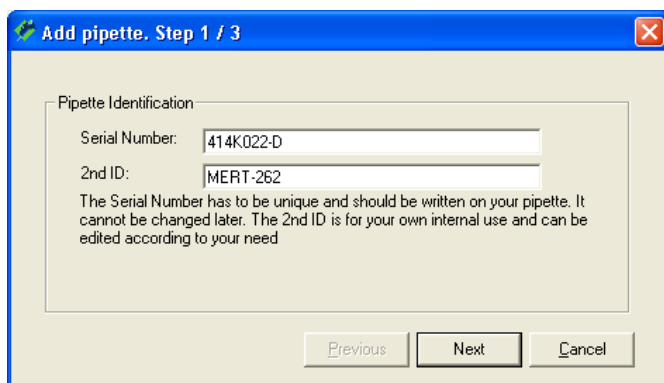 Add pipette. Step 1 / 3
Pipette Identification
Serial Number: 414K022-D
2nd ID: MERT-262
The Serial Number has to be unique and should be written on your pipette. It
cannot be changed later. The 2nd ID is for your own internal use and can be
edited according to your need
Previous Next Cancel